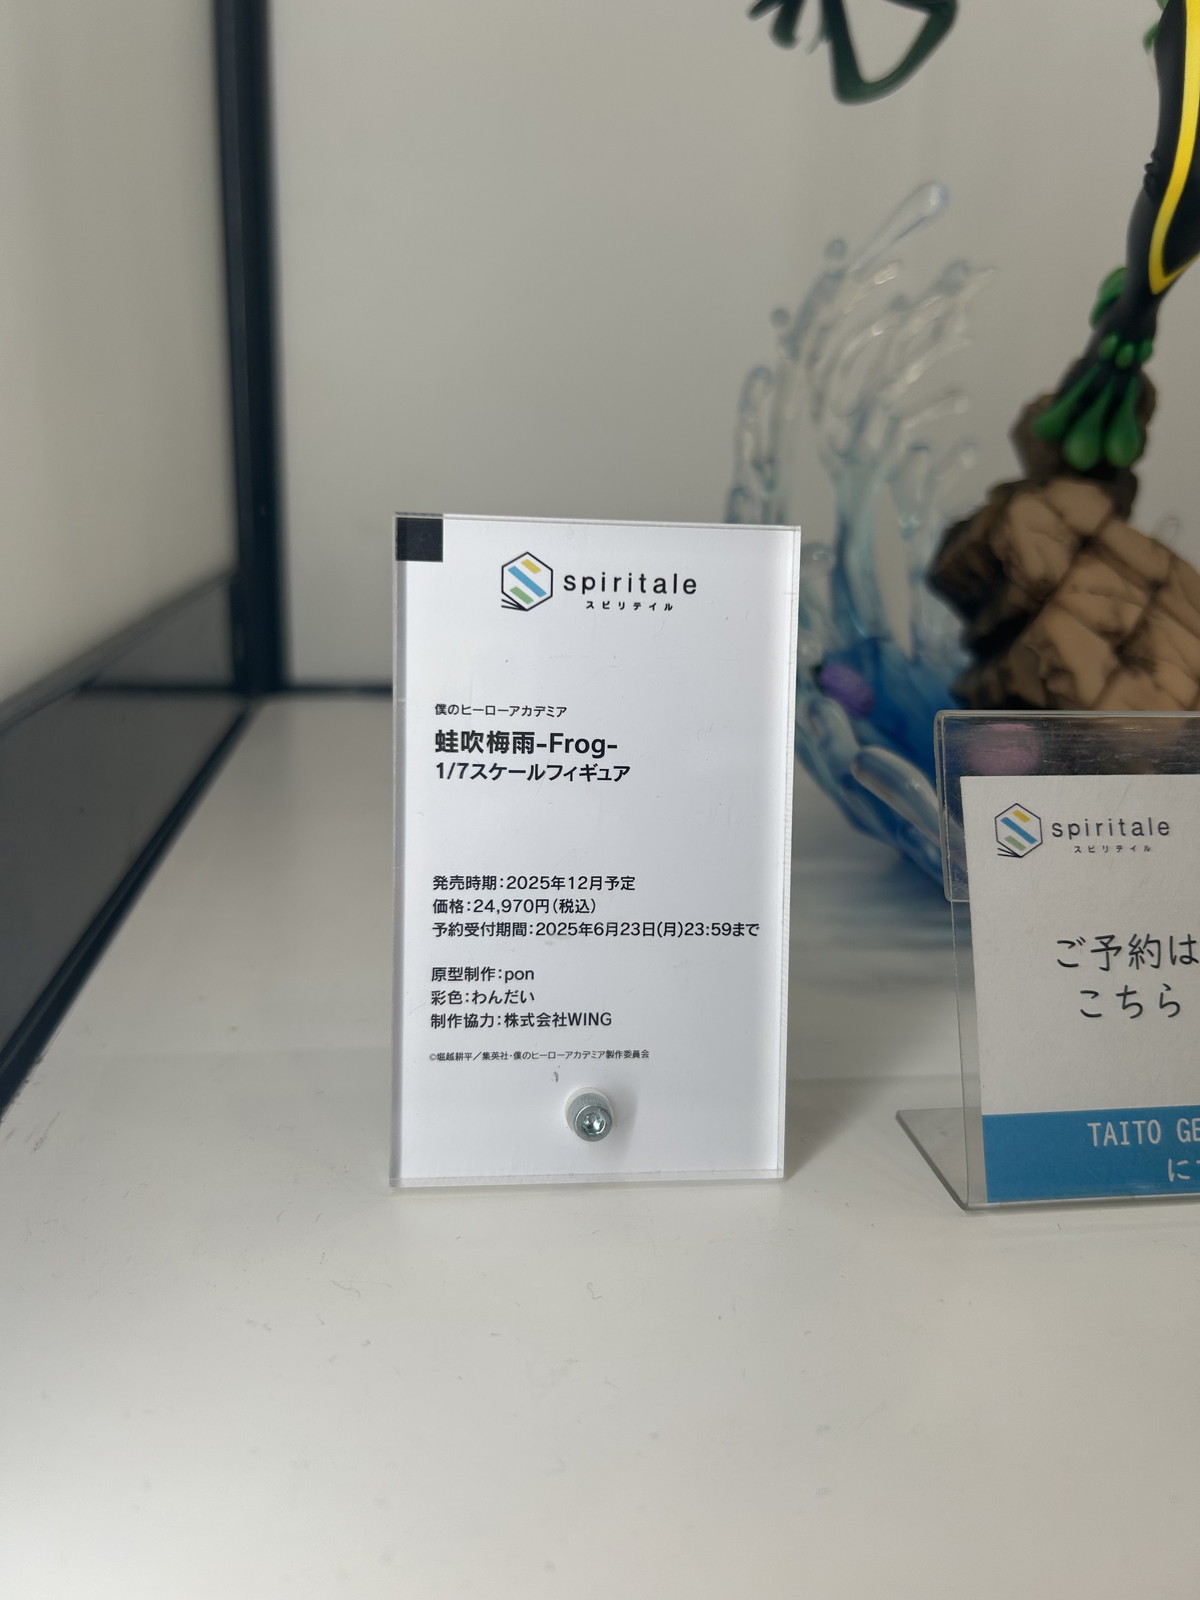 spiritale
スピリテイル
僕のヒーローアカデミア
蛙吹梅雨-Frog-
1/7スケールフィギュア
発売時期：2025年12月予定
価格：24,970円（税込）
予約受付期間：2025年6月23日(月)23:59まで
原型制作：pon
彩色：わんだい
制作協力：株式会社WING
©堀越耕平／集英社・僕のヒーローアカデミア製作委員会
spiritale
スピリテイル
ご予約は
こちら
TAITO GE
に